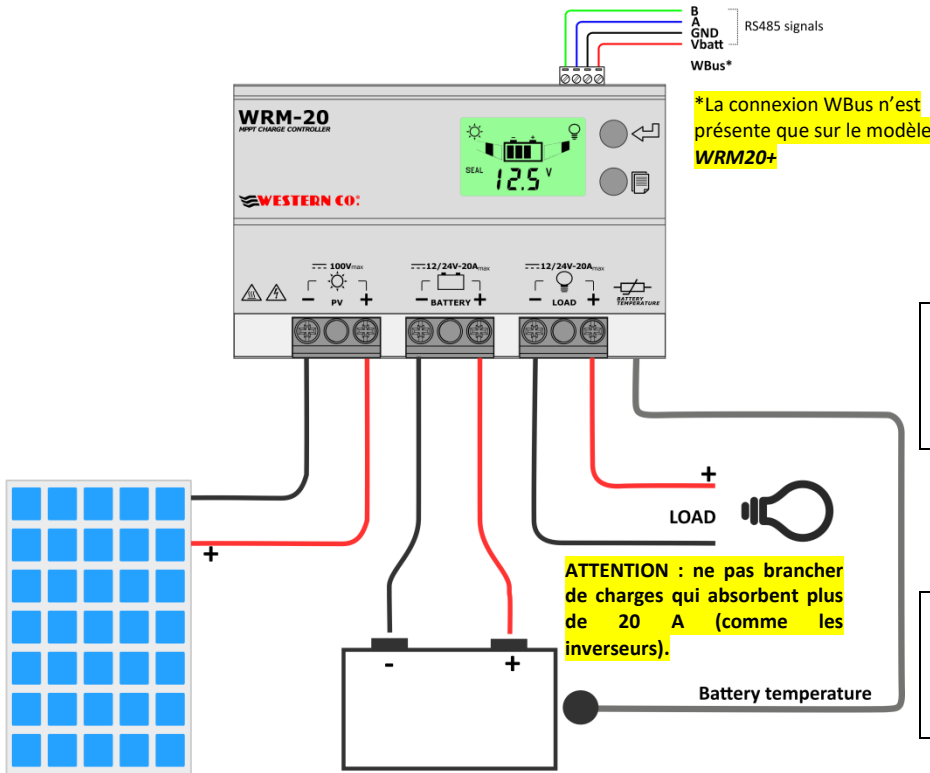 B
A
GND
Vbatt
RS485 signals
WBus*
*La connexion WBus n’est
présente que sur le modèle
WRM20+
WRM-20
MPPT CHARGE CONTROLLER
SEAL 12.5 V
WESTERN CO.®
100Vmax
12/24V-20Amax
12/24V-20Amax
- PV +
- BATTERY +
- LOAD +
BATTERY
TEMPERATURE
+
LOAD
+
ATTENTION : ne pas brancher
de charges qui absorbent plus
de 20 A (comme les
inverseurs).
- +
Battery temperature